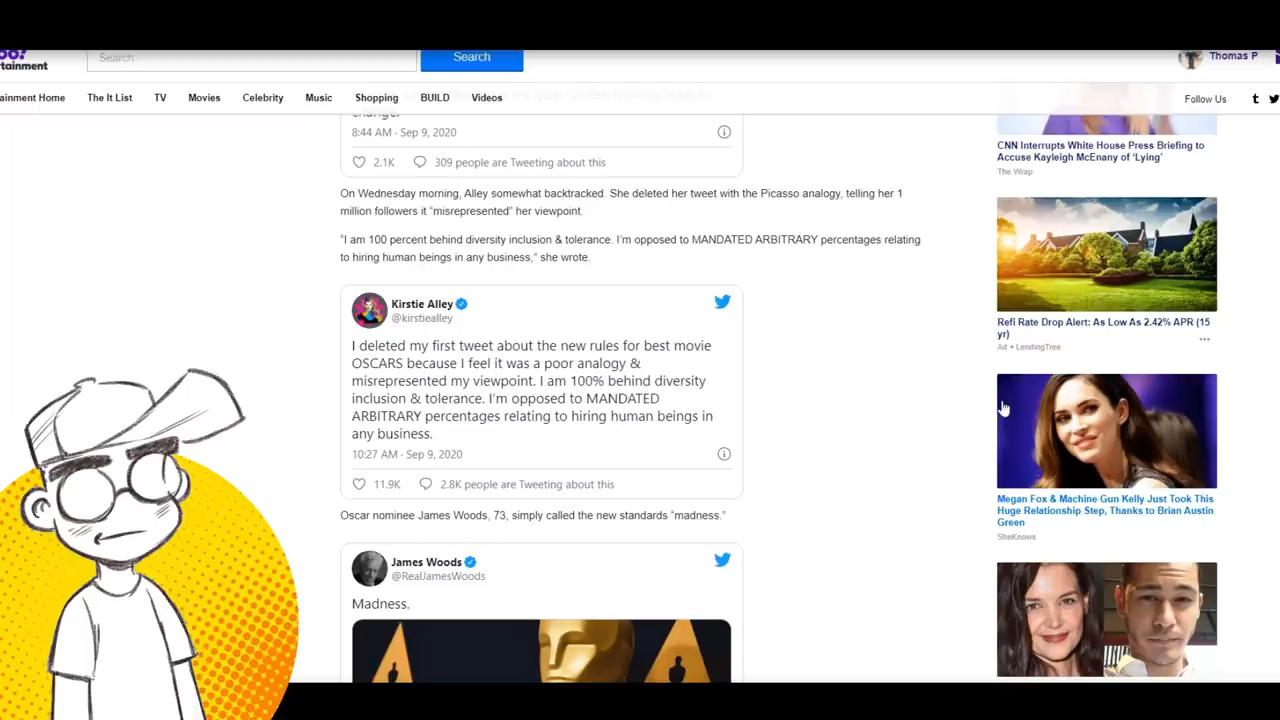 Search
Search
Thomas P
tainment
ainment Home The It List TV Movies Celebrity Music Shopping BUILD Videos
Follow Us
8:44 AM · Sep 9, 2020
2.1K 309 people are Tweeting about this
On Wednesday morning, Alley somewhat backtracked. She deleted her tweet with the Picasso analogy, telling her 1
million followers it “misrepresented” her viewpoint.
“I am 100 percent behind diversity inclusion & tolerance. I’m opposed to MANDATED ARBITRARY percentages relating
to hiring human beings in any business,” she wrote.
Kirstie Alley
@kirstiealley
I deleted my first tweet about the new rules for best movie
OSCARS because I feel it was a poor analogy &
misrepresented my viewpoint. I am 100% behind diversity
inclusion & tolerance. I’m opposed to MANDATED
ARBITRARY percentages relating to hiring human beings in
any business.
10:27 AM · Sep 9, 2020
11.9K 2.8K people are Tweeting about this
Oscar nominee James Woods, 73, simply called the new standards “madness.”
James Woods
@RealJamesWoods
Madness.
CNN Interrupts White House Press Briefing to
Accuse Kayleigh McEnany of ‘Lying’
The Wrap
Refi Rate Drop Alert: As Low As 2.42% APR (15
yr)
Ad • LendingTree
Megan Fox & Machine Gun Kelly Just Took This
Huge Relationship Step, Thanks to Brian Austin
Green
SheKnows